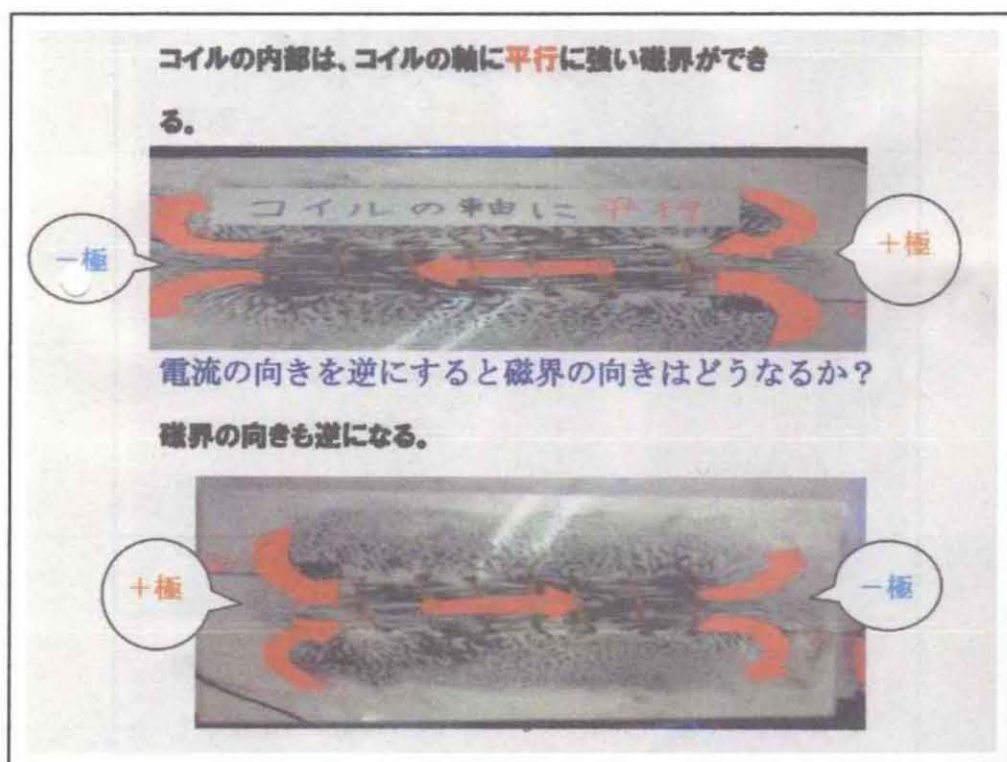 コイルの内部は、コイルの軸に平行に強い磁界ができ
る。
コイルの軸に平行
－極
＋極
電流の向きを逆にすると磁界の向きはどうなるか？
磁界の向きも逆になる。
＋極
－極